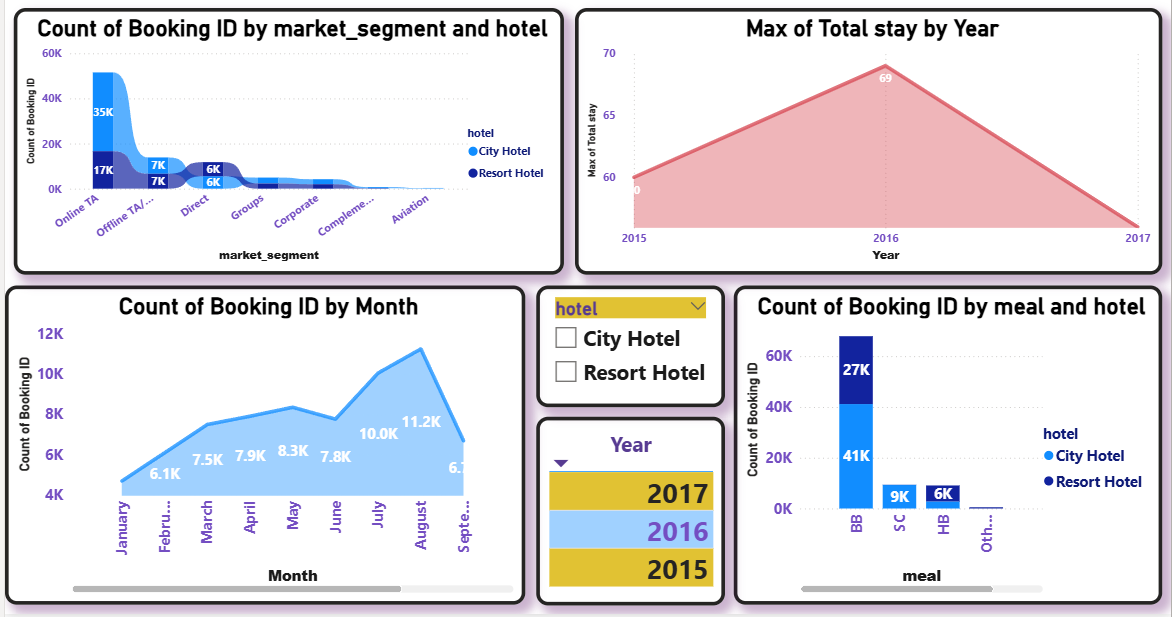 Count of Booking ID by market_segment and hotel
60K
40K
20K
0K
Count of Booking ID
35K
17K
7K
7K
6K
6K
Online TA
Offline TA/...
Direct
Groups
Corporate
Compleme...
Aviation
market_segment
hotel
City Hotel
Resort Hotel
Max of Total stay by Year
70
65
60
Max of Total stay
0
69
2015
2016
2017
Year
Count of Booking ID by Month
12K
10K
8K
6K
4K
Count of Booking ID
6.1K
7.5K
7.9K
8.3K
7.8K
10.0K
11.2K
6.7
January
Febru...
March
April
May
June
July
August
Septe...
Month
hotel
City Hotel
Resort Hotel
Year
2017
2016
2015
Count of Booking ID by meal and hotel
60K
40K
20K
0K
Count of Booking ID
27K
41K
9K
6K
BB
SC
HB
Oth...
meal
hotel
City Hotel
Resort Hotel